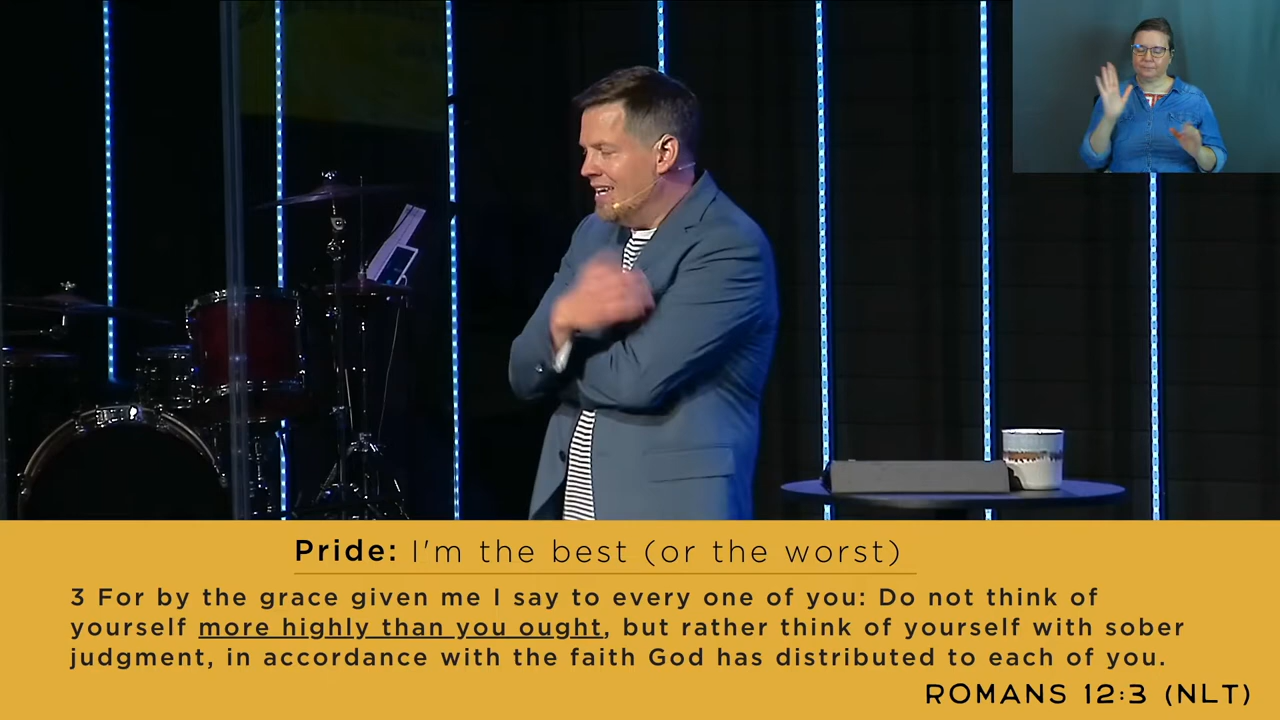 Pride: I'm the best (or the worst)
3 For by the grace given me I say to every one of you: Do not think of
yourself more highly than you ought, but rather think of yourself with sober
judgment, in accordance with the faith God has distributed to each of you.
ROMANS 12:3 (NLT)